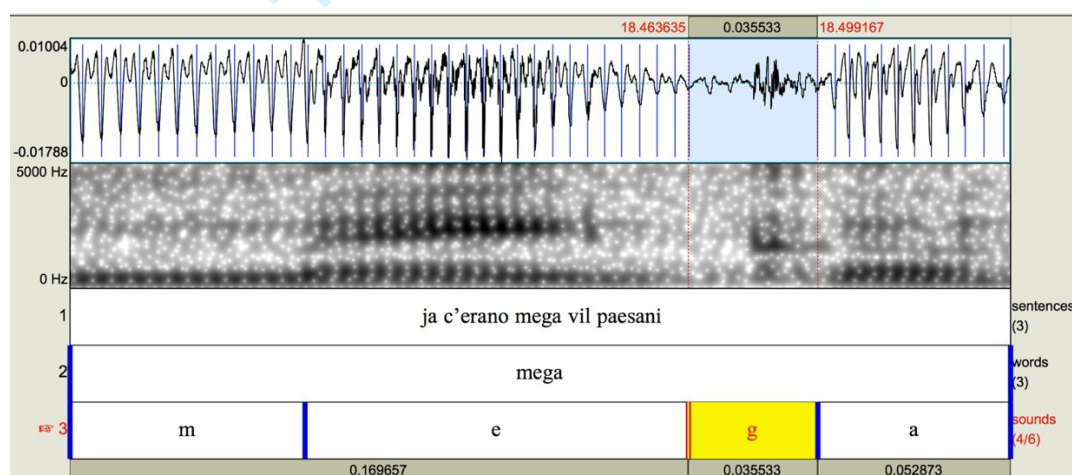 18.463635 0.035533 18.499167
0.01004
0
-0.01788
5000 Hz
0 Hz
1 ja c'erano mega vil paesani sentences (3)
2 mega words (3)
3 m e g a sounds (4/6)
0.169657 0.035533 0.052873